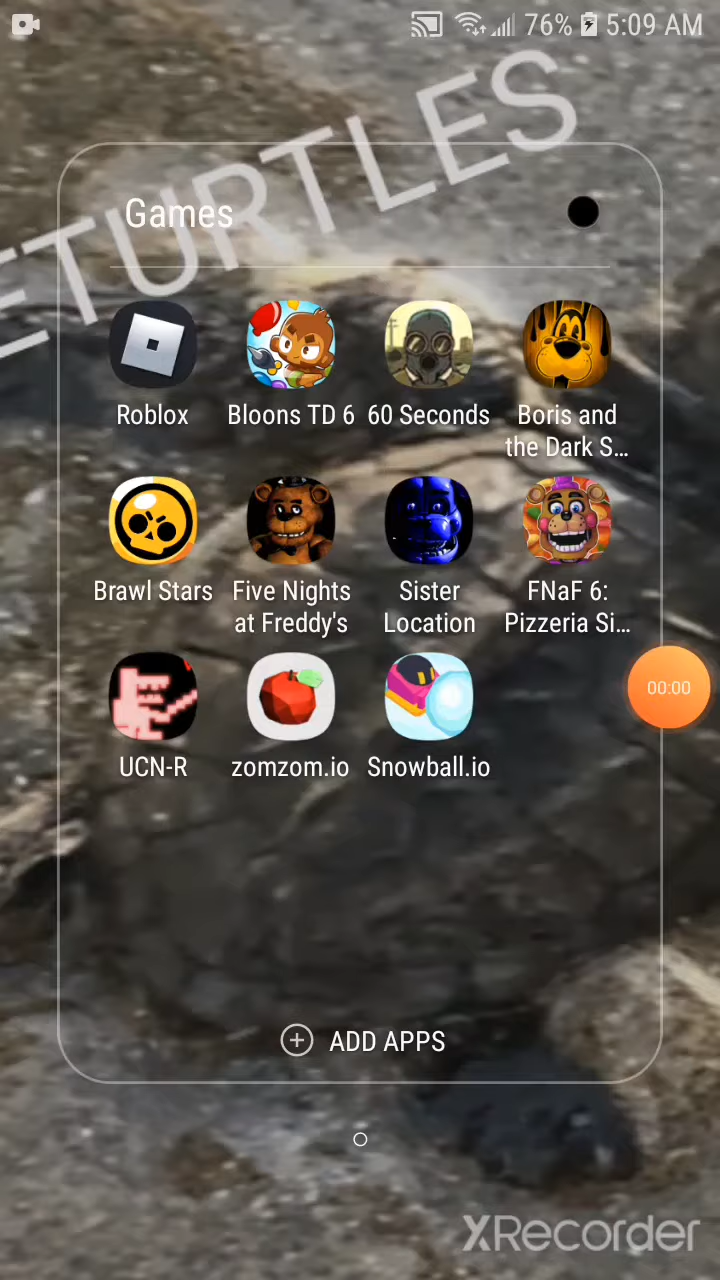 76% 5:09 AM
ETURTLES
Games
Roblox Bloons TD 6 60 Seconds Boris and
the Dark S...
Brawl Stars Five Nights Sister FNaF 6:
at Freddy's Location Pizzeria Si...
00:00
UCN-R zomzom.io Snowball.io
ADD APPS
XRecorder